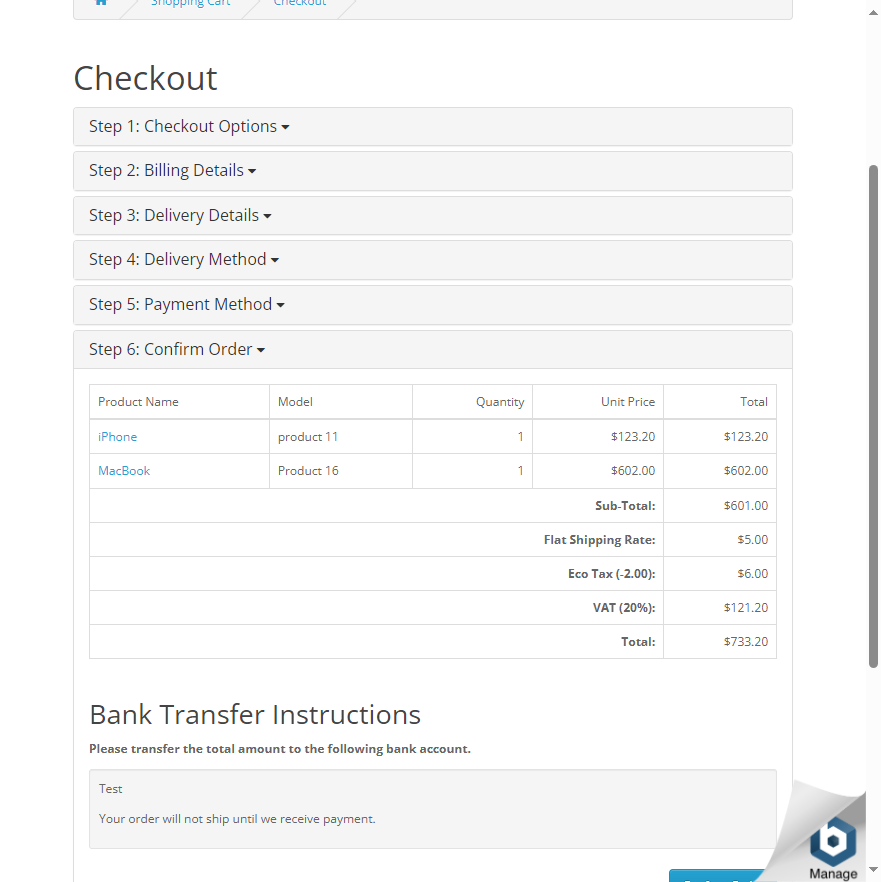 Shopping Cart Checkout
Checkout
Step 1: Checkout Options
Step 2: Billing Details
Step 3: Delivery Details
Step 4: Delivery Method
Step 5: Payment Method
Step 6: Confirm Order
Product Name Model Quantity Unit Price Total
iPhone product 11 1 $123.20 $123.20
MacBook Product 16 1 $602.00 $602.00
Sub-Total: $601.00
Flat Shipping Rate: $5.00
Eco Tax (-2.00): $6.00
VAT (20%): $121.20
Total: $733.20
Bank Transfer Instructions
Please transfer the total amount to the following bank account.
Test
Your order will not ship until we receive payment.
Manage